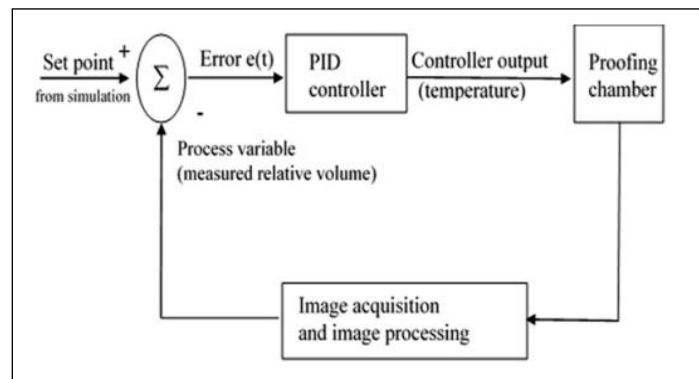 Set point +
from simulation
Σ
-
Error e(t)
PID
controller
Controller output
(temperature)
Proofing
chamber
Process variable
(measured relative volume)
Image acquisition
and image processing